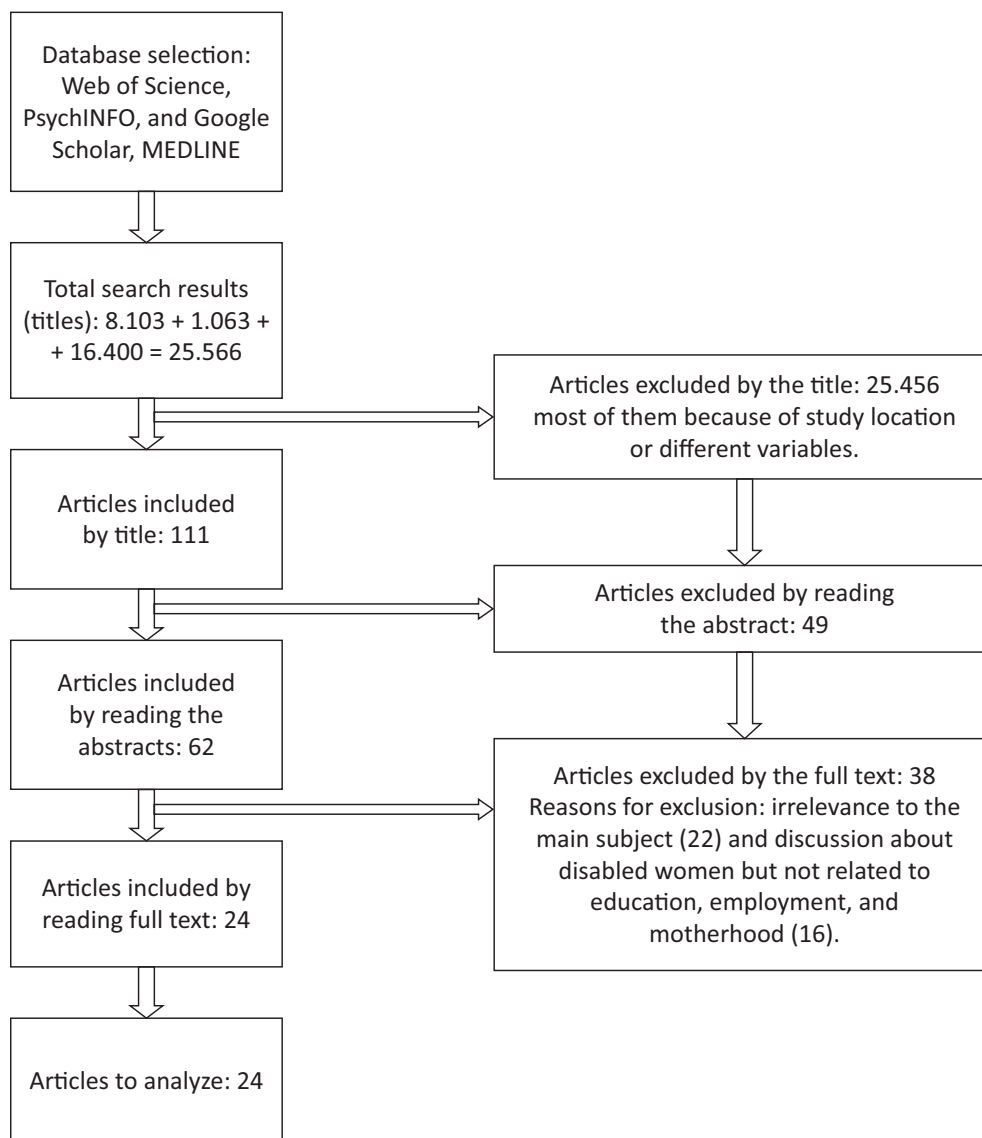 Database selection:
Web of Science,
PsychINFO, and Google
Scholar, MEDLINE
Total search results
(titles): 8.103 + 1.063 +
+ 16.400 = 25.566
Articles excluded by the title: 25.456
most of them because of study location
or different variables.
Articles included
by title: 111
Articles excluded by reading
the abstract: 49
Articles included
by reading the
abstracts: 62
Articles excluded by the full text: 38
Reasons for exclusion: irrelevance to the
main subject (22) and discussion about
disabled women but not related to
education, employment, and
motherhood (16).
Articles included by
reading full text: 24
Articles to analyze: 24